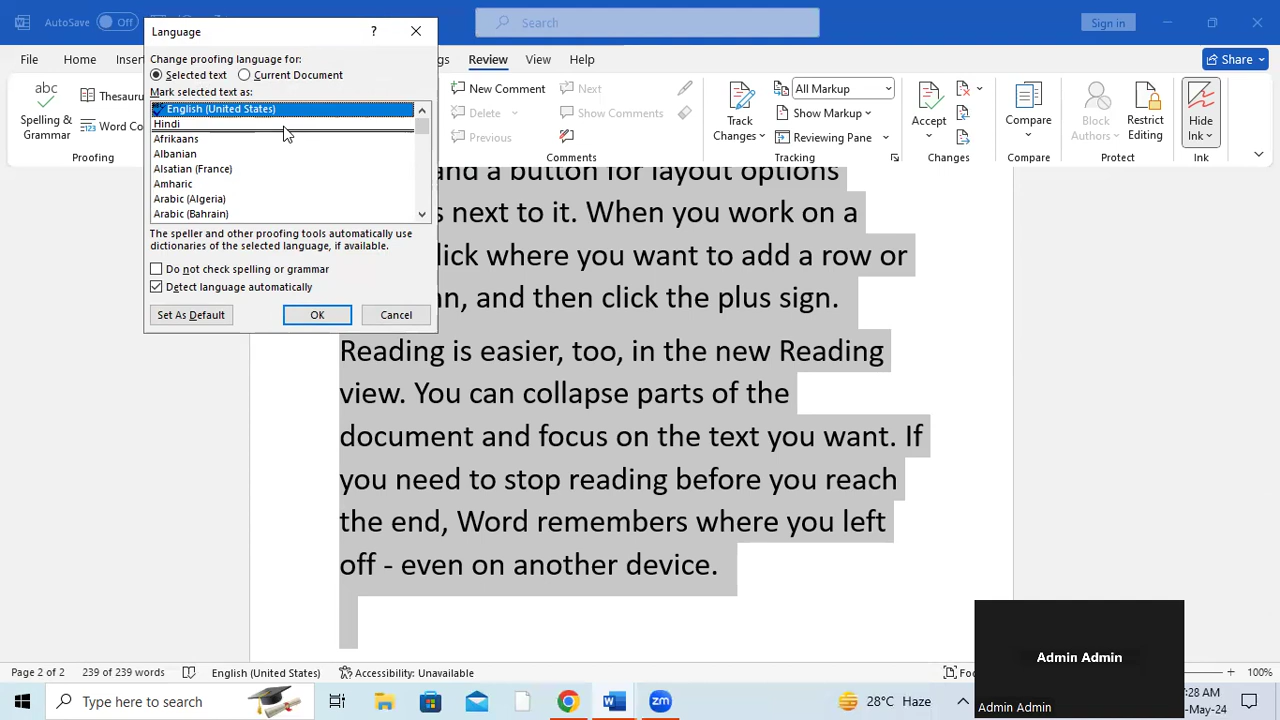 AutoSave Off
Search
Sign in
Language
Change proofing language for:
Selected text Current Document
Mark selected text as:
English (United States)
Hindi
Afrikaans
Albanian
Alsatian (France)
Amharic
Arabic (Algeria)
Arabic (Bahrain)
The speller and other proofing tools automatically use
dictionaries of the selected language, if available.
Do not check spelling or grammar
Detect language automatically
Set As Default OK Cancel
File Home Review View Help
Share
abc
Spelling &
Grammar
Proofing
New Comment
Delete
Previous
Next
Show Comments
Comments
Track
Changes
All Markup
Show Markup
Reviewing Pane
Tracking
Accept
Changes
Compare
Compare
Block
Authors
Restrict
Editing
Protect
Hide
Ink
Ink
and a button for layout options
next to it. When you work on a
click where you want to add a row or
and then click the plus sign.
Reading is easier, too, in the new Reading
view. You can collapse parts of the
document and focus on the text you want. If
you need to stop reading before you reach
the end, Word remembers where you left
off - even on another device.
Page 2 of 2 239 of 239 words English (United States) Accessibility: Unavailable
100%
Admin Admin
Admin Admin
Type here to search
zm
28°C Haze
:28 AM
-May-24